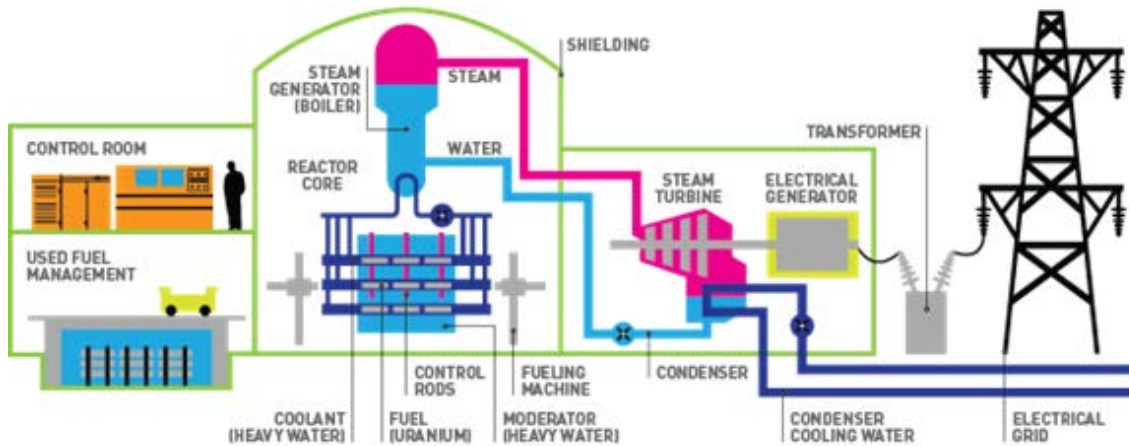 SHIELDING
STEAM
GENERATOR
(BOILER)
STEAM
TRANSFORMER
CONTROL ROOM
WATER
REACTOR
CORE
STEAM
TURBINE
ELECTRICAL
GENERATOR
USED FUEL
MANAGEMENT
CONTROL
RODS
FUELING
MACHINE
CONDENSER
COOLANT
(HEAVY WATER)
FUEL
(URANIUM)
MODERATOR
(HEAVY WATER)
CONDENSER
COOLING WATER
ELECTRICAL
GRID